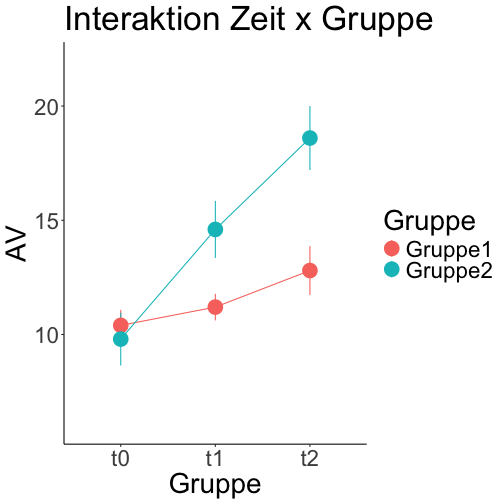 Interaktion Zeit x Gruppe
AV
20
15
10
t0 t1 t2
Gruppe
Gruppe
Gruppe1
Gruppe2